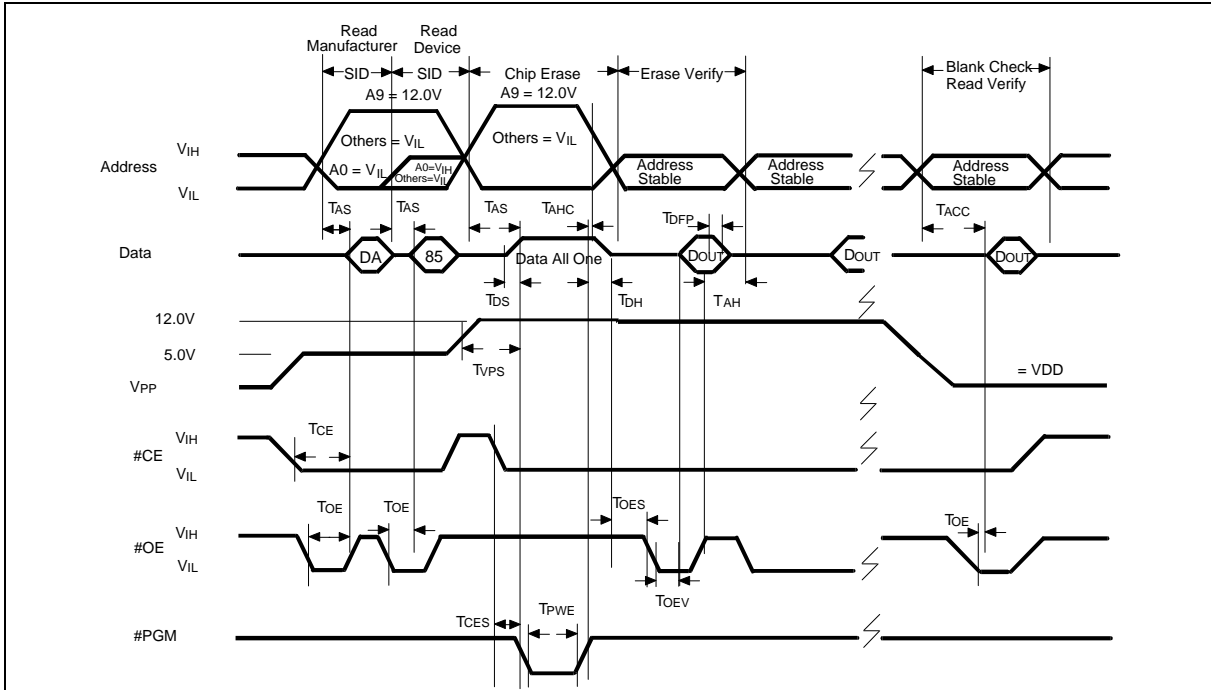 Read Manufacturer SID
Read Device SID
Chip Erase
Erase Verify
Blank Check Read Verify
A9 = 12.0V
A9 = 12.0V
Address
VIH
VIL
Others = VIL
A0 = VIL
A0=VIH
Others=VIL
Others = VIL
Address Stable
Address Stable
Address Stable
TAS
TAS
TAS
TAHC
TDFP
TACC
Data
DA
85
Data All One
DOUT
DOUT
DOUT
TDS
TDH
TAH
12.0V
5.0V
VPP
TVPS
= VDD
#CE
VIH
VIL
TCE
#OE
VIH
VIL
TOE
TOE
TOES
TOE
TOEV
#PGM
TCES
TPWE